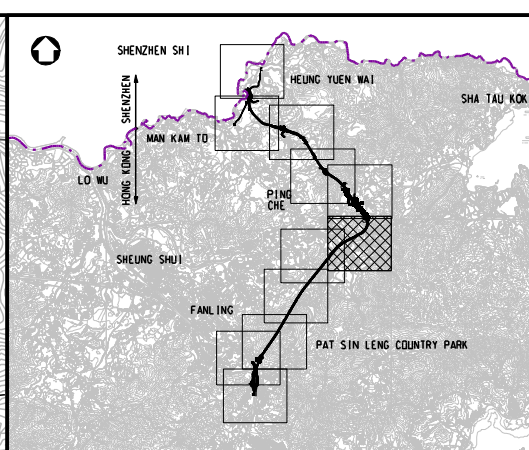 SHENZHEN SHI
HEUNG YUEN WAI
SHA TAU KOK
SHENZHEN
HONG KONG
MAN KAM TO
LO WU
PING
CHE
SHEUNG SHUI
FANLING
PAT SIN LENG COUNTRY PARK